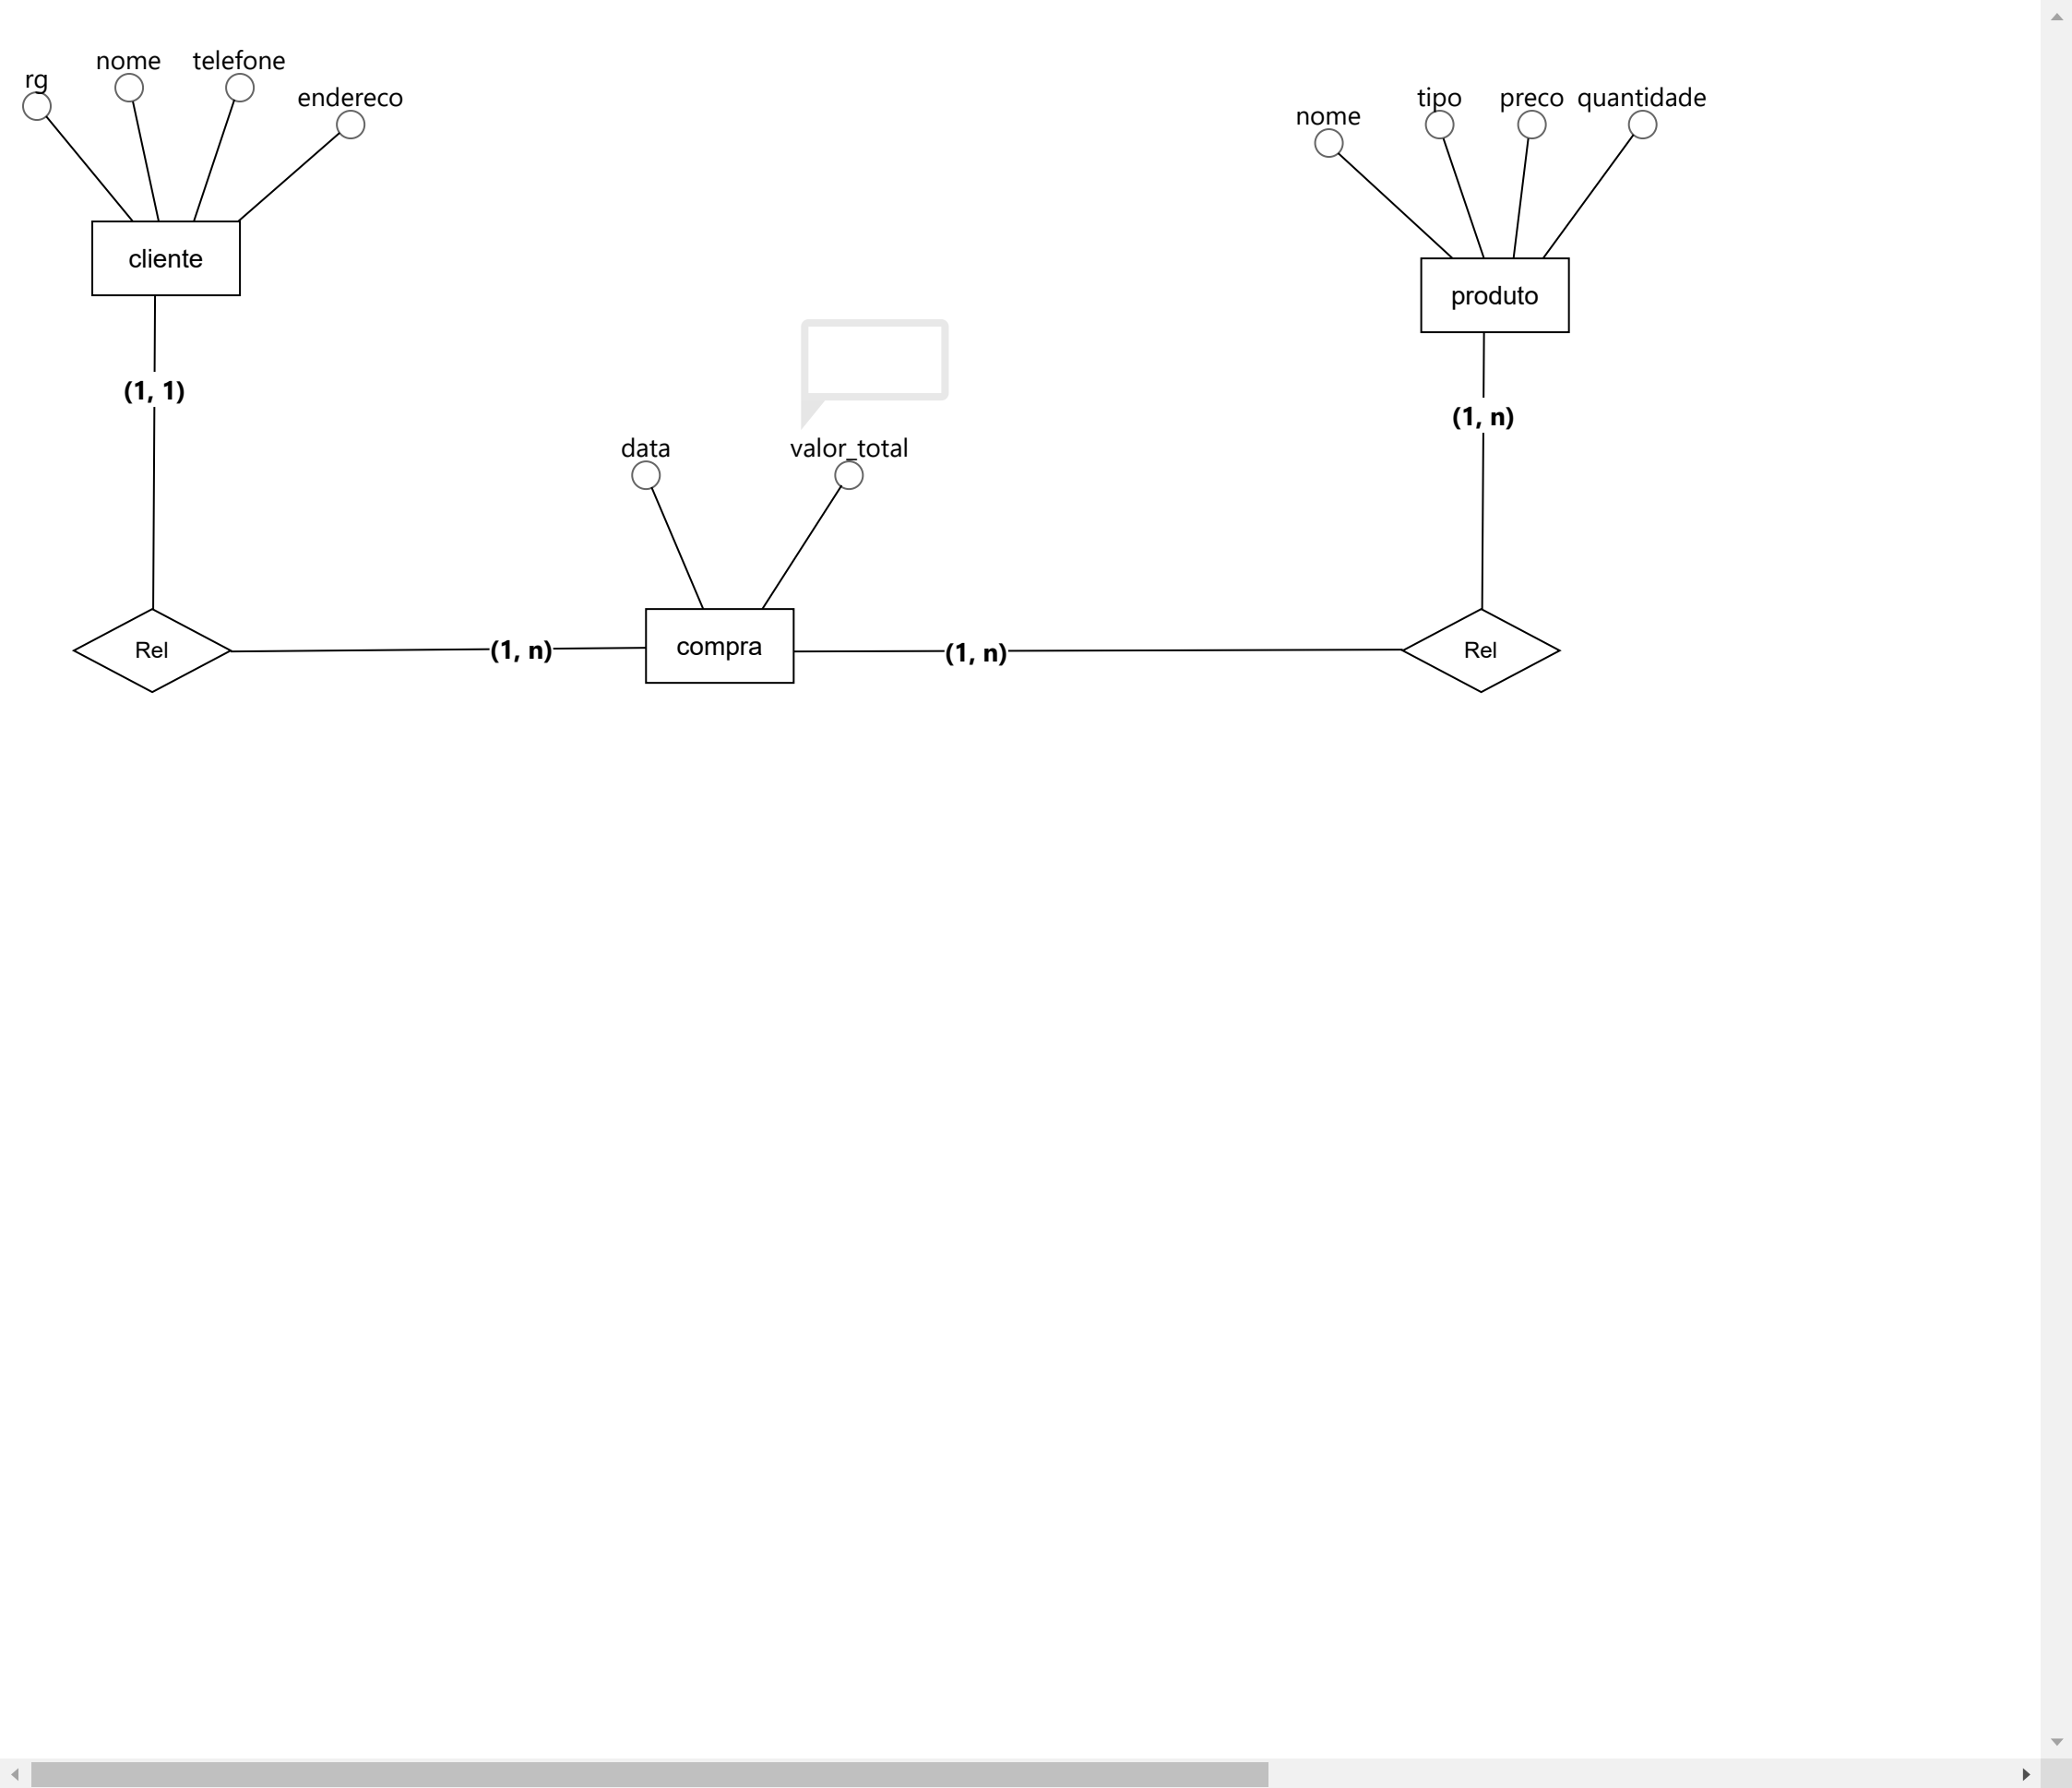 rg
nome
telefone
endereco
cliente
(1, 1)
Rel
(1, n)
data
valor_total
compra
(1, n)
nome
tipo
preco
quantidade
produto
(1, n)
Rel